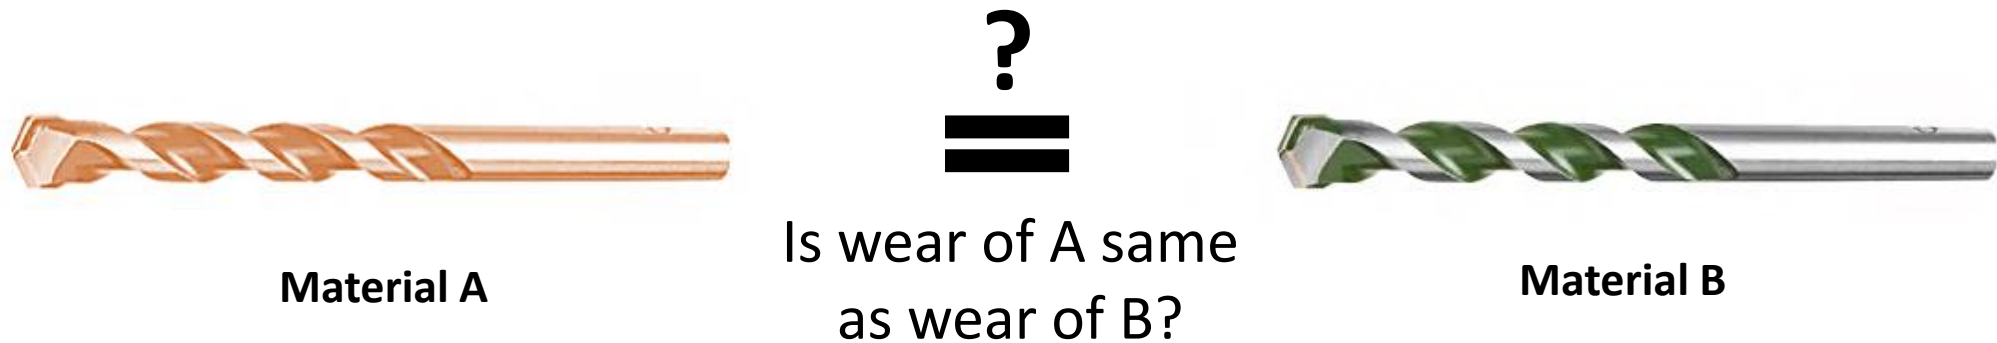 ?
=
Is wear of A same
as wear of B?
Material A
Material B